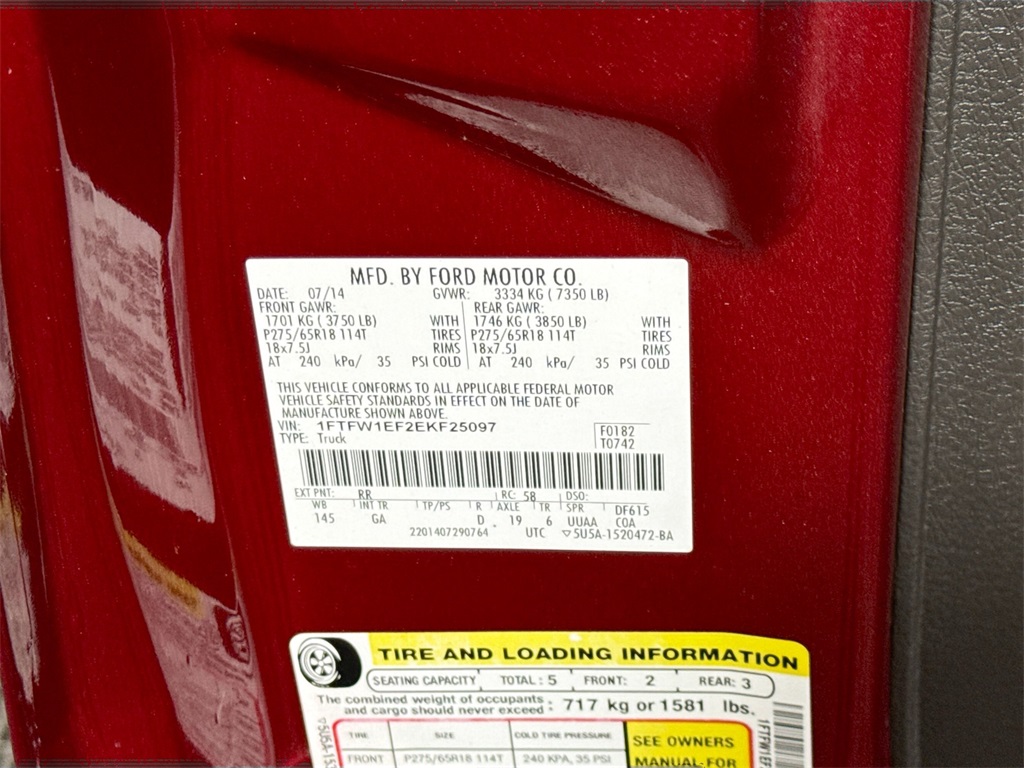 MFD. BY FORD MOTOR CO.
DATE: 07/14 GVWR: 3334 KG ( 7350 LB)
FRONT GAWR: REAR GAWR:
1701 KG ( 3750 LB) WITH 1746 KG ( 3850 LB) WITH
P275/65R18 114T TIRES P275/65R18 114T TIRES
18x7.5J RIMS 18x7.5J RIMS
AT 240 kPa/ 35 PSI COLD AT 240 kPa/ 35 PSI COLD
THIS VEHICLE CONFORMS TO ALL APPLICABLE FEDERAL MOTOR
VEHICLE SAFETY STANDARDS IN EFFECT ON THE DATE OF
MANUFACTURE SHOWN ABOVE.
VIN: 1FTFW1EF2EKF25097 F0182
TYPE: Truck T0742
EXT PNT: RR RC: 58 DSO:
WB INT TR TP/PS R AXLE TR SPR DF615
145 GA D 19 6 UUAA COA
2201407290764 UTC ▽5U5A-1520472-BA
TIRE AND LOADING INFORMATION
SEATING CAPACITY TOTAL : 5 FRONT: 2 REAR: 3
The combined weight of occupants
and cargo should never exceed : 717 kg or 1581 lbs.
TIRE SIZE COLD TIRE PRESSURE SEE OWNERS
FRONT P275/65R18 114T 240 KPA, 35 PSI MANUAL FOR